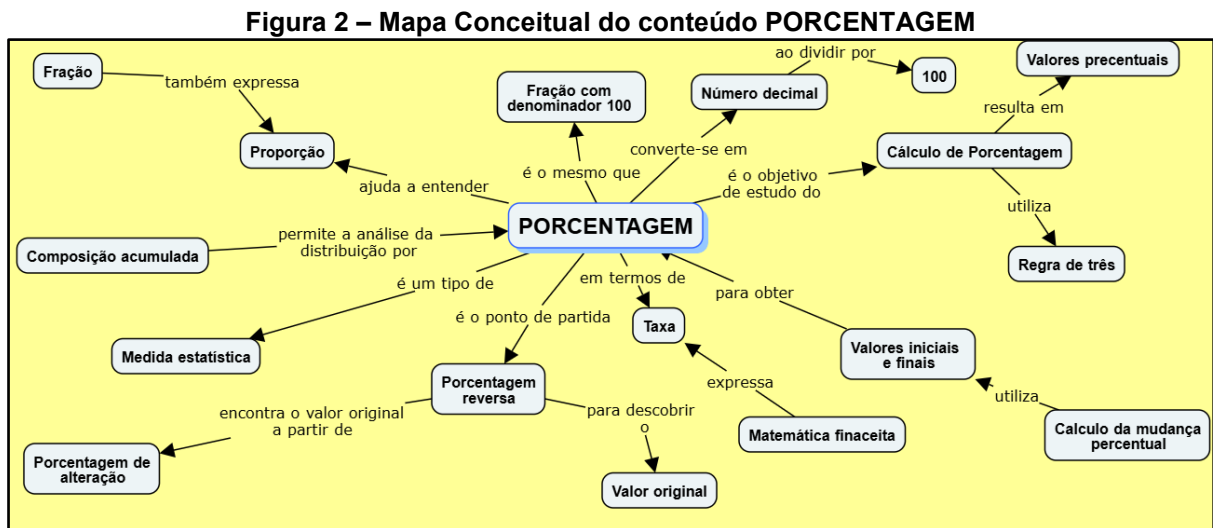 Figura 2 – Mapa Conceitual do conteúdo PORCENTAGEM
Fração
também expressa
Proporção
ajuda a entender
Fração com
denominador 100
é o mesmo que
Número decimal
ao dividir por
100
converte-se em
Valores precentuais
resulta em
Cálculo de Porcentagem
é o objetivo
de estudo do
utiliza
Regra de três
PORCENTAGEM
Composição acumulada
permite a análise da
distribuição por
é um tipo de
Medida estatística
é o ponto de partida
Porcentagem
reversa
encontra o valor original
a partir de
Porcentagem de
alteração
para descobrir
o
Valor original
em termos de
Taxa
expressa
Matemática finaceita
para obter
Valores iniciais
e finais
utiliza
Calculo da mudança
percentual